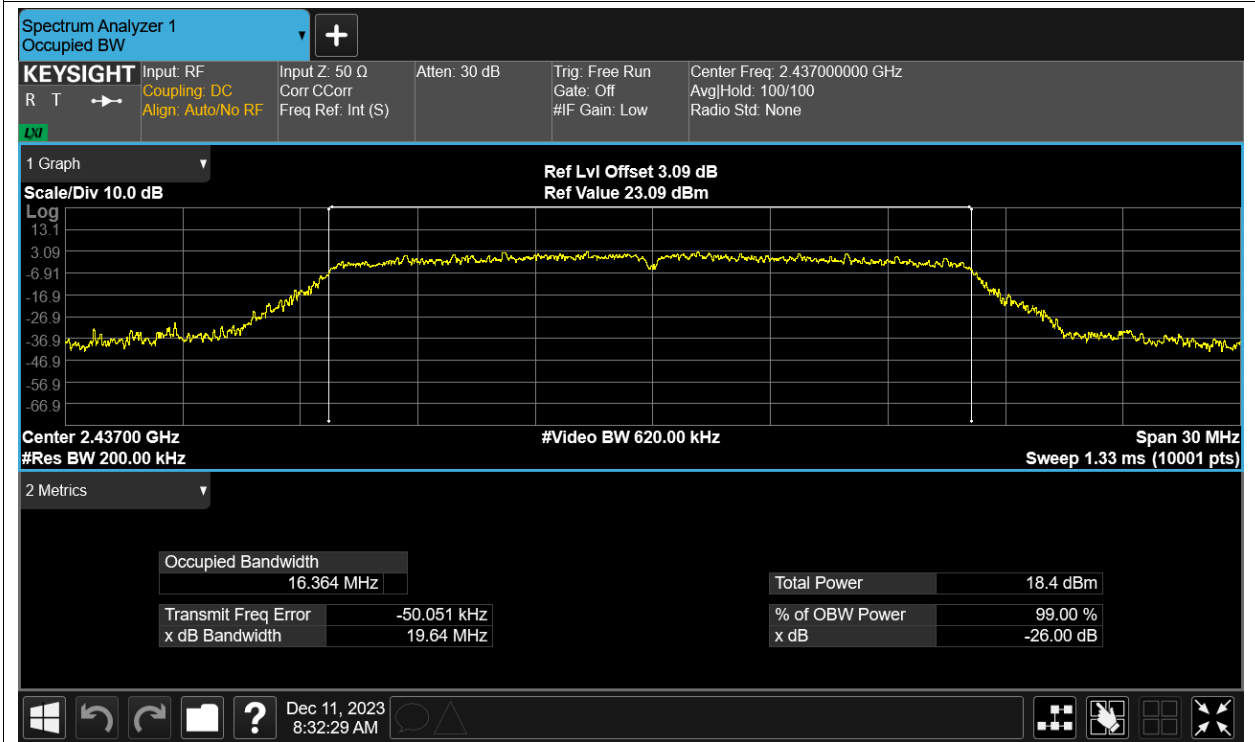 Spectrum Analyzer 1
Occupied BW
KEYSIGHT
R T
LXI
Input: RF
Coupling: DC
Align: Auto/No RF
Input Z: 50 Ω
Corr CCorr
Freq Ref: Int (S)
Atten: 30 dB
Trig: Free Run
Gate: Off
#IF Gain: Low
Center Freq: 2.437000000 GHz
Avg|Hold: 100/100
Radio Std: None
1 Graph
Scale/Div 10.0 dB
Ref Lvl Offset 3.09 dB
Ref Value 23.09 dBm
Log
13.1
3.09
-6.91
-16.9
-26.9
-36.9
-46.9
-56.9
-66.9
Center 2.43700 GHz
#Video BW 620.00 kHz
Span 30 MHz
#Res BW 200.00 kHz
Sweep 1.33 ms (10001 pts)
2 Metrics
Occupied Bandwidth
16.364 MHz
Total Power 18.4 dBm
Transmit Freq Error -50.051 kHz
% of OBW Power 99.00 %
x dB Bandwidth 19.64 MHz
x dB -26.00 dB
?
Dec 11, 2023
8:32:29 AM